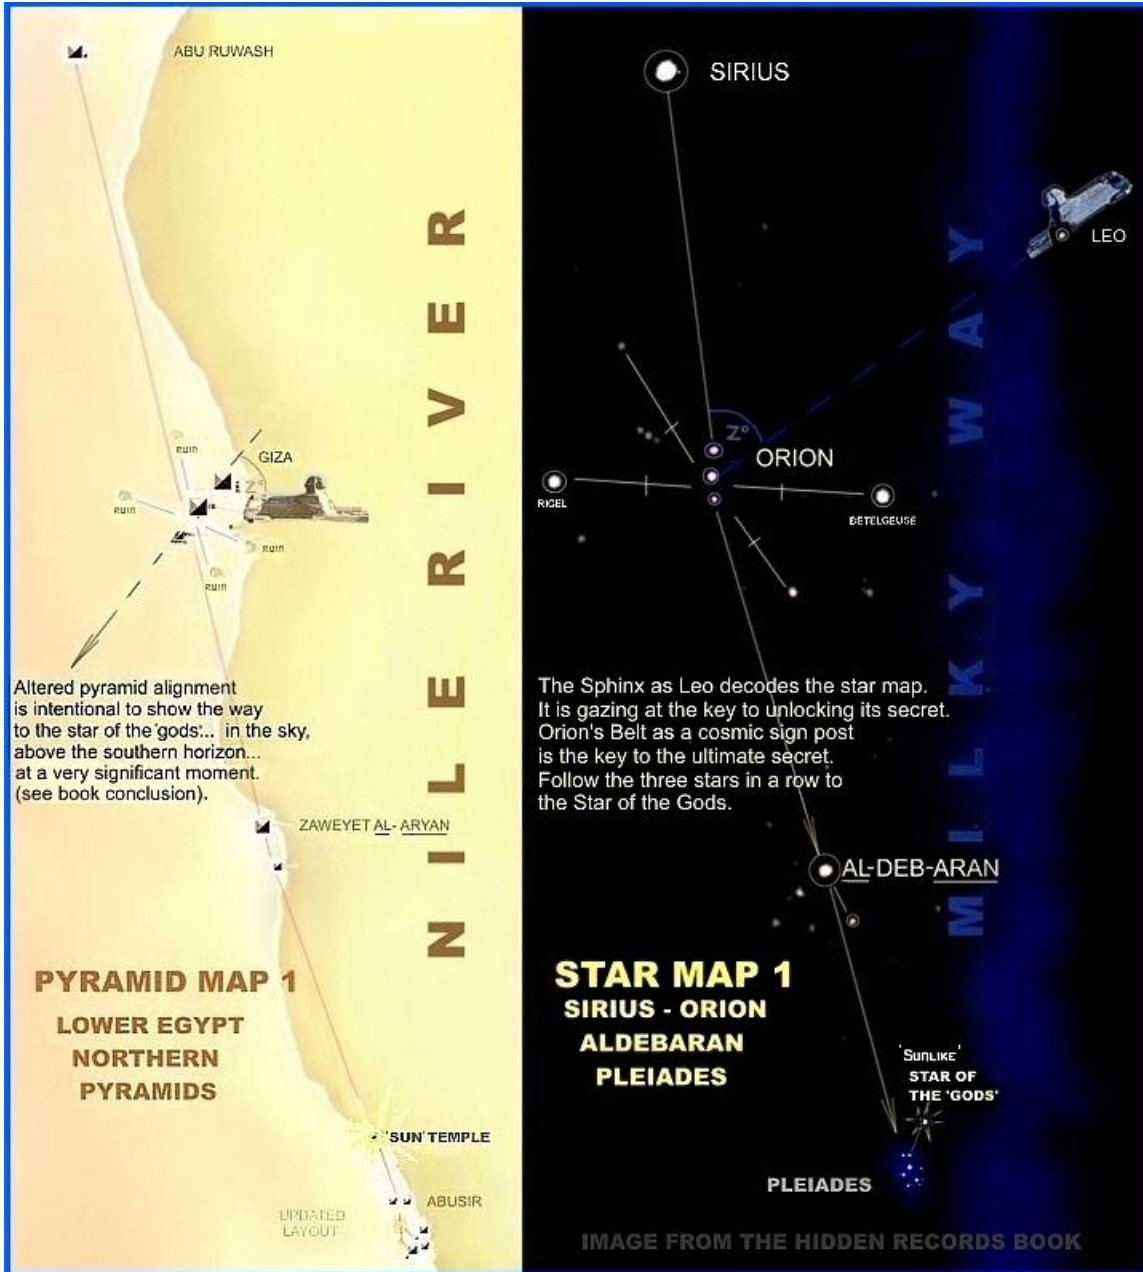 ABU RUWASH
NILE RIVER
RUIN
GIZA
Z°
RUIN
RUIN
RUIN
Altered pyramid alignment
is intentional to show the way
to the star of the 'gods'... in the sky,
above the southern horizon...
at a very significant moment.
(see book conclusion).
ZAWEYET AL- ARYAN
PYRAMID MAP 1
LOWER EGYPT
NORTHERN
PYRAMIDS
'SUN' TEMPLE
ABUSIR
UPDATED
LAYOUT
SIRIUS
LEO
MILKY WAY
Z°
ORION
RIGEL
BETELGEUSE
The Sphinx as Leo decodes the star map.
It is gazing at the key to unlocking its secret.
Orion's Belt as a cosmic sign post
is the key to the ultimate secret.
Follow the three stars in a row to
the Star of the Gods.
AL-DEB-ARAN
STAR MAP 1
SIRIUS - ORION
ALDEBARAN
PLEIADES
'SUNLIKE'
STAR OF
THE 'GODS'
PLEIADES
IMAGE FROM THE HIDDEN RECORDS BOOK